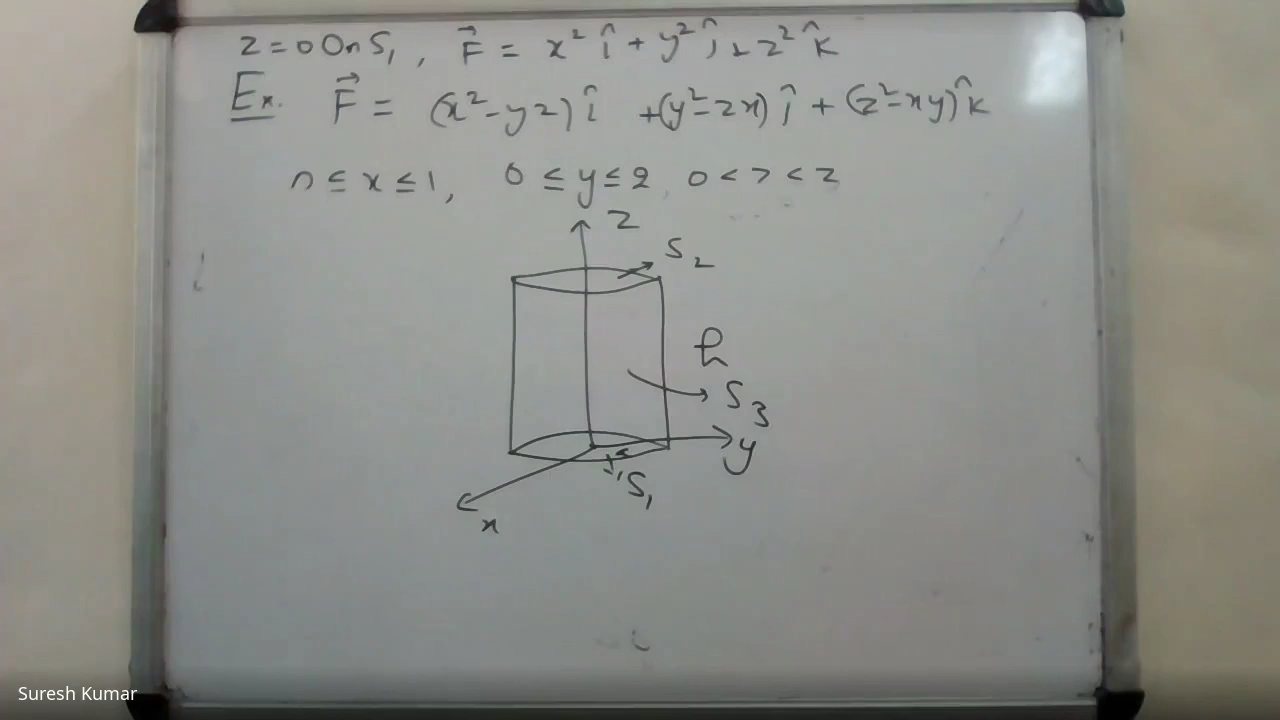 z = 0 On S₁, F⃗ = x² î + y² ĵ + z² k̂
Ex. F⃗ = (x² - yz) î + (y² - zx) ĵ + (z² - xy) k̂
0 ≤ x ≤ 1, 0 ≤ y ≤ 2, 0 < z < 2
z
S₂
h
S₃
y
S₁
x
Suresh Kumar